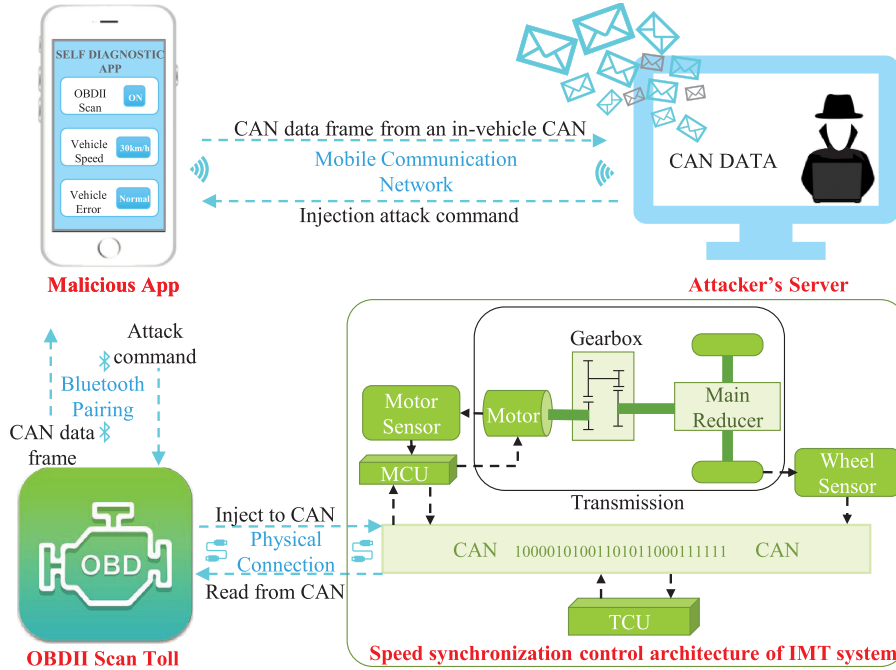 SELF DIAGNOSTIC
APP
OBDII
Scan
ON
Vehicle
Speed
30km/h
Vehicle
Error
Normal
Malicious App
CAN data frame from an in-vehicle CAN
Mobile Communication
Network
Injection attack command
CAN DATA
Attacker's Server
Attack
command
Bluetooth
Pairing
CAN data
frame
OBD
OBDII Scan Toll
Inject to CAN
Physical
Connection
Read from CAN
Gearbox
Motor
Sensor
Motor
Main
Reducer
MCU
Wheel
Sensor
Transmission
CAN 10000101001101011000111111 CAN
TCU
Speed synchronization control architecture of IMT system